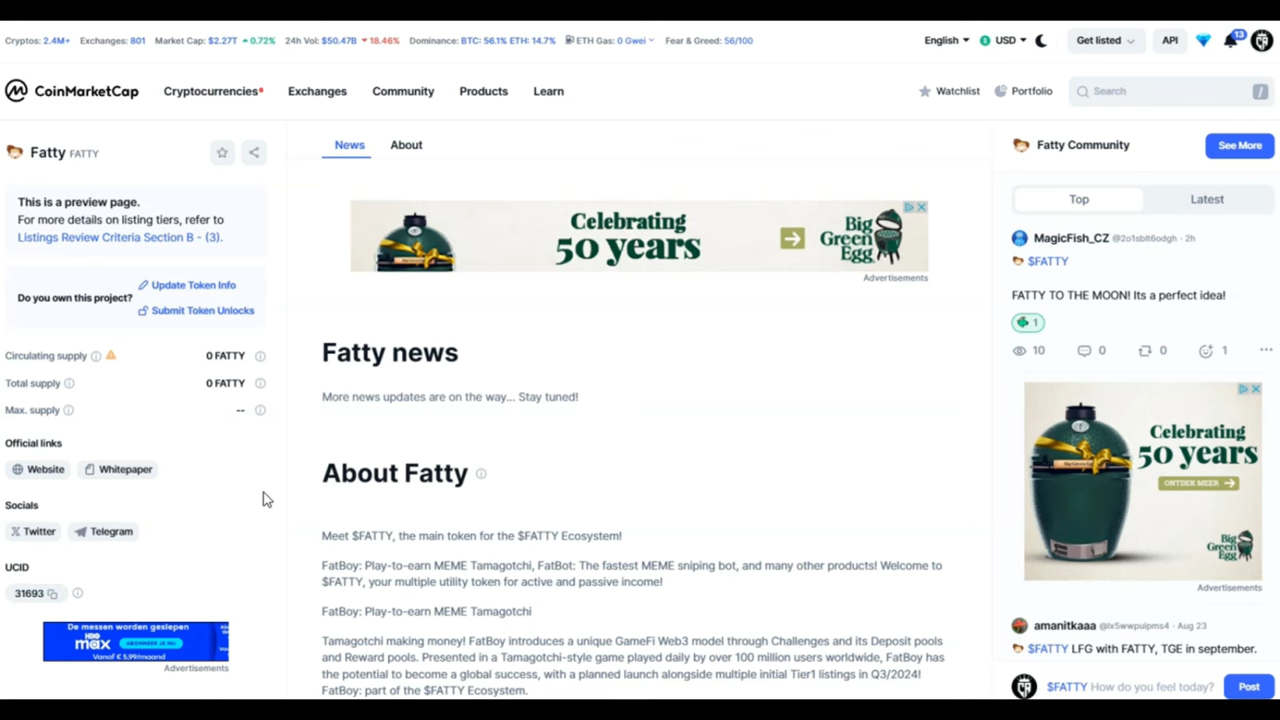 Cryptos: 2.4M+ Exchanges: 801 Market Cap: $2.27T 0.72% 24h Vol: $50.47B 18.46% Dominance: BTC: 56.1% ETH: 14.7% ETH Gas: 0 Gwei Fear & Greed: 56/100
English USD Get listed API 13
CoinMarketCap Cryptocurrencies Exchanges Community Products Learn
Watchlist Portfolio Search /
Fatty FATTY
This is a preview page.
For more details on listing tiers, refer to
Listings Review Criteria Section B - (3).
Do you own this project?
Update Token Info
Submit Token Unlocks
Circulating supply 0 FATTY
Total supply 0 FATTY
Max. supply --
Official links
Website Whitepaper
Socials
Twitter Telegram
UCID
31693
De messen worden geslepen
HBO
max
ABONNEER JE NU
Vanaf € 5,99/maand
Advertisements
News About
Celebrating
50 years
Big
Green
Egg
Advertisements
Fatty news
More news updates are on the way... Stay tuned!
About Fatty
Meet $FATTY, the main token for the $FATTY Ecosystem!
FatBoy: Play-to-earn MEME Tamagotchi, FatBot: The fastest MEME sniping bot, and many other products! Welcome to
$FATTY, your multiple utility token for active and passive income!
FatBoy: Play-to-earn MEME Tamagotchi
Tamagotchi making money! FatBoy introduces a unique GameFi Web3 model through Challenges and its Deposit pools
and Reward pools. Presented in a Tamagotchi-style game played daily by over 100 million users worldwide, FatBoy has
the potential to become a global success, with a planned launch alongside multiple initial Tier1 listings in Q3/2024!
FatBoy: part of the $FATTY Ecosystem.
Fatty Community See More
Top Latest
MagicFish_CZ @2o1sblt6odgh · 2h
$FATTY
FATTY TO THE MOON! Its a perfect idea!
1
10 0 0 1
Celebrating
50 years
ONTDEK MEER
Big
Green
Egg
Advertisements
amanitkaaa @lx5wwpulpms4 · Aug 23
$FATTY LFG with FATTY, TGE in september.
$FATTY How do you feel today? Post